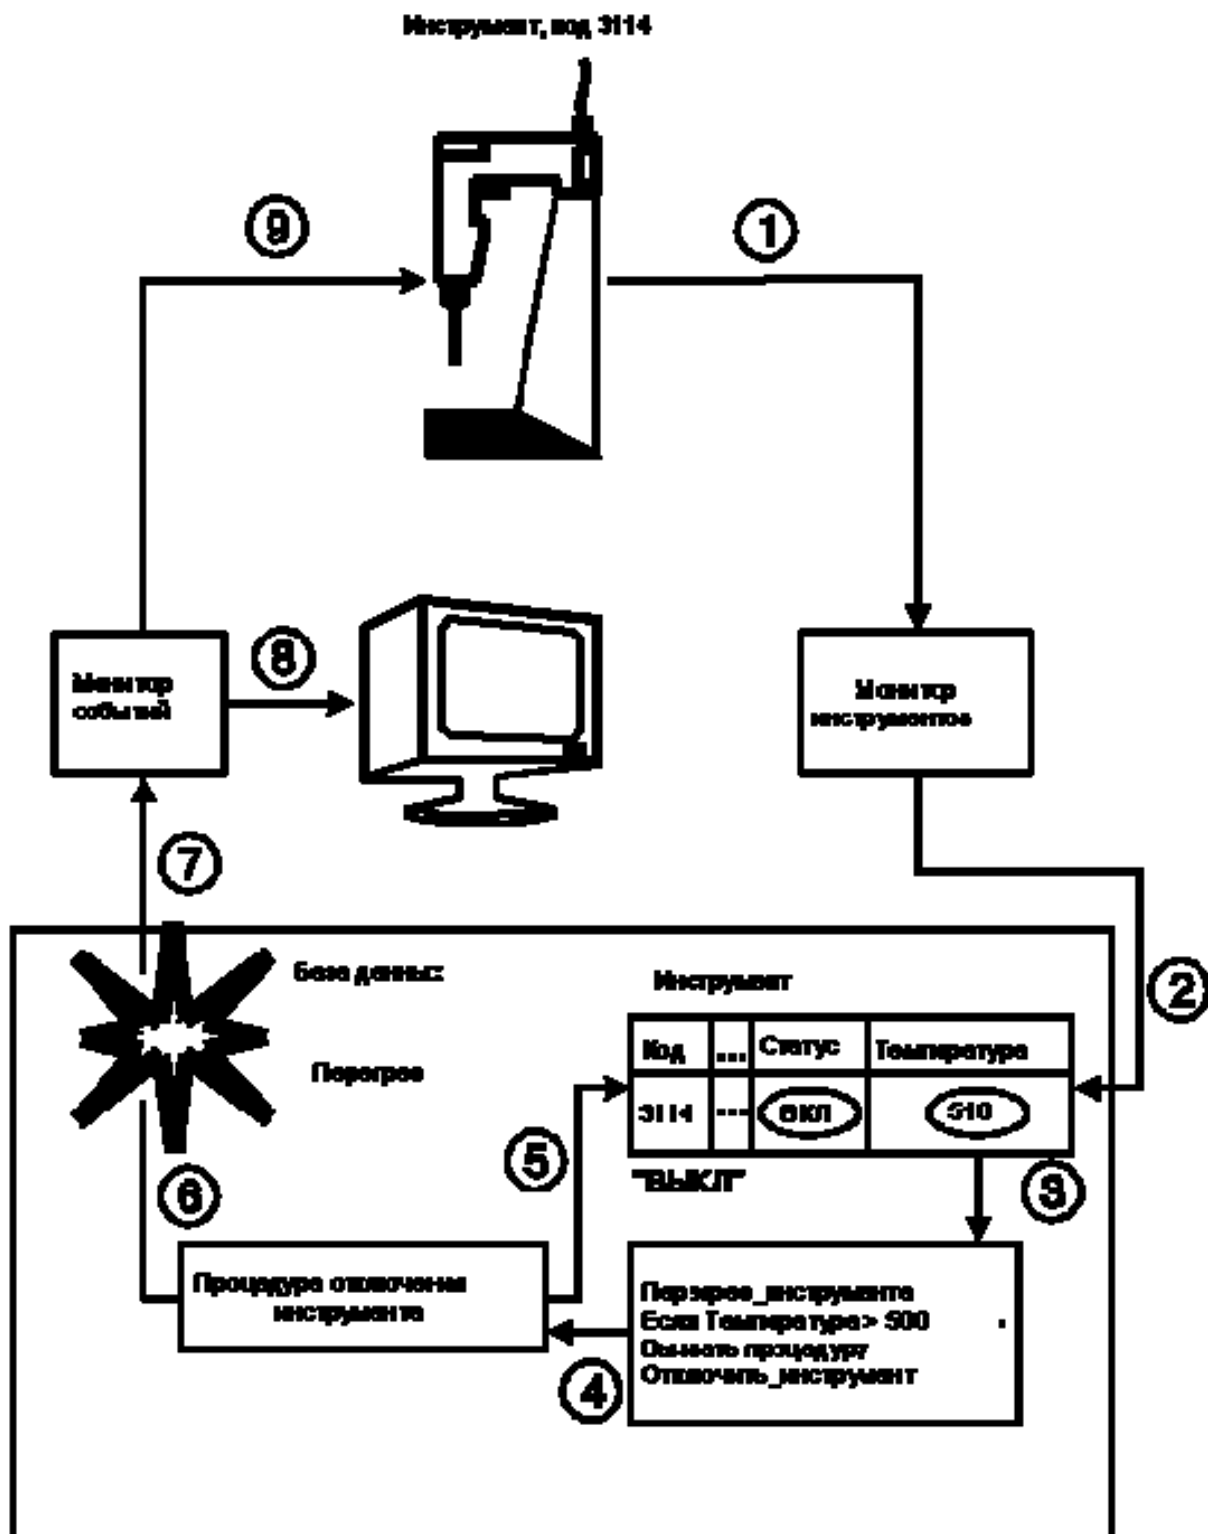 Инструмент, код 3114
9
1
8
Монитор
событий
Монитор
инструментов
7
2
База данных
Инструмент
Код ... Статус Температура
Перегрев
3114 --- ВКЛ 510
5
"ВЫКЛ"
3
6
Процедура отключения
инструмента
Перегрев_инструмента
Если Температура > 500
Вызвать процедуру
Отключить_инструмент
4